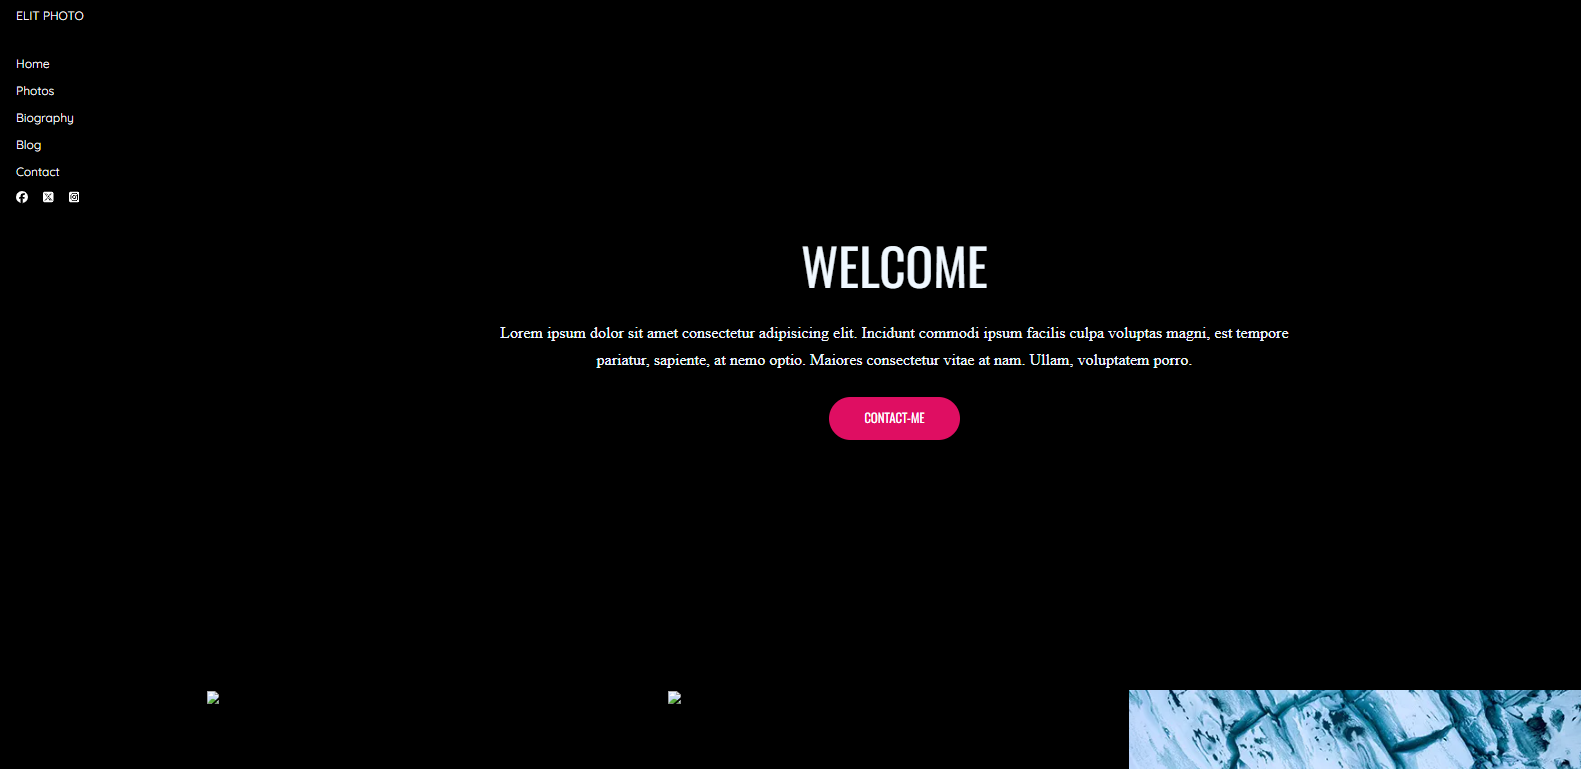 ELIT PHOTO
Home
Photos
Biography
Blog
Contact
WELCOME
Lorem ipsum dolor sit amet consectetur adipisicing elit. Incidunt commodi ipsum facilis culpa voluptas magni, est tempore
pariatur, sapiente, at nemo optio. Maiores consectetur vitae at nam. Ullam, voluptatem porro.
CONTACT-ME